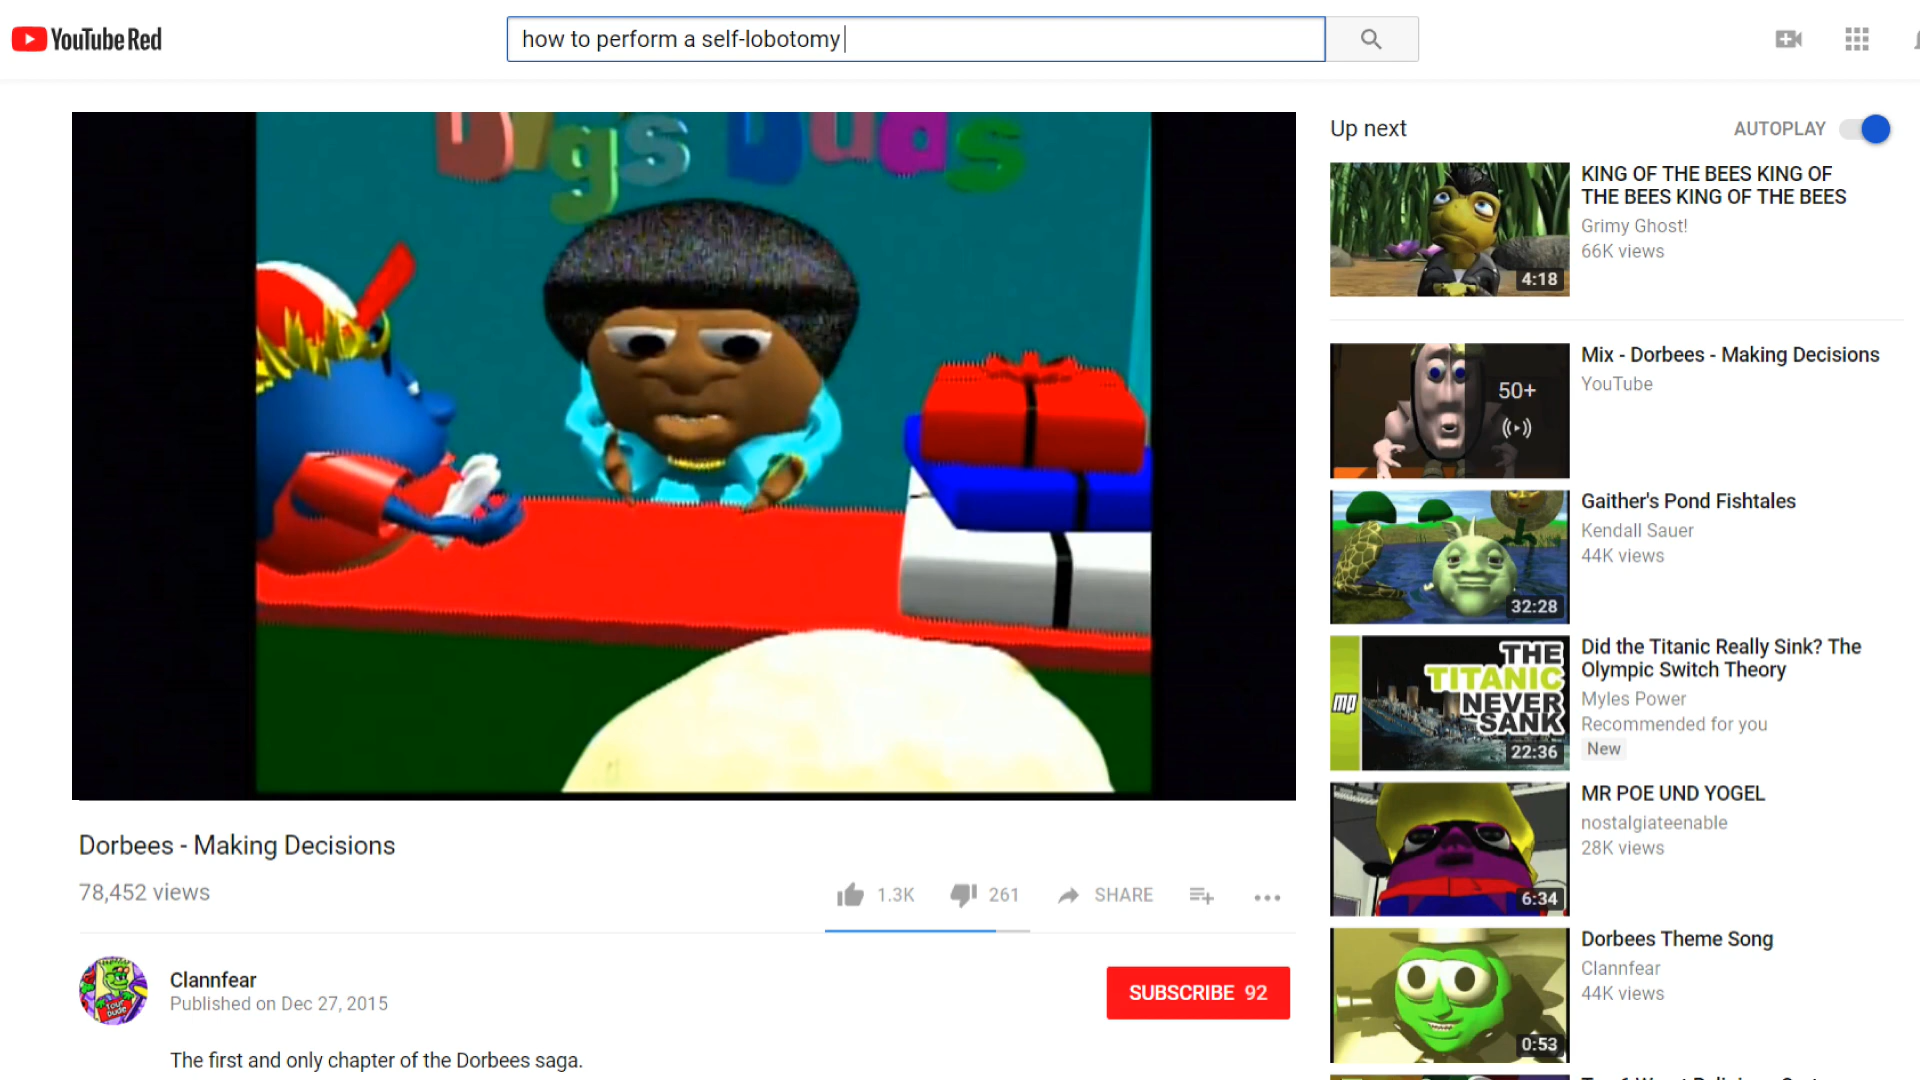 YouTube Red
how to perform a self-lobotomy
Digs Duds
Dorbees - Making Decisions
78,452 views
1.3K
261
SHARE
Clannfear
Published on Dec 27, 2015
SUBSCRIBE 92
The first and only chapter of the Dorbees saga.
Up next
AUTOPLAY
4:18
KING OF THE BEES KING OF
THE BEES KING OF THE BEES
Grimy Ghost!
66K views
50+
Mix - Dorbees - Making Decisions
YouTube
32:28
Gaither's Pond Fishtales
Kendall Sauer
44K views
mp
THE
TITANIC
NEVER
SANK
22:36
Did the Titanic Really Sink? The
Olympic Switch Theory
Myles Power
Recommended for you
New
6:34
MR POE UND YOGEL
nostalgiateenable
28K views
0:53
Dorbees Theme Song
Clannfear
44K views